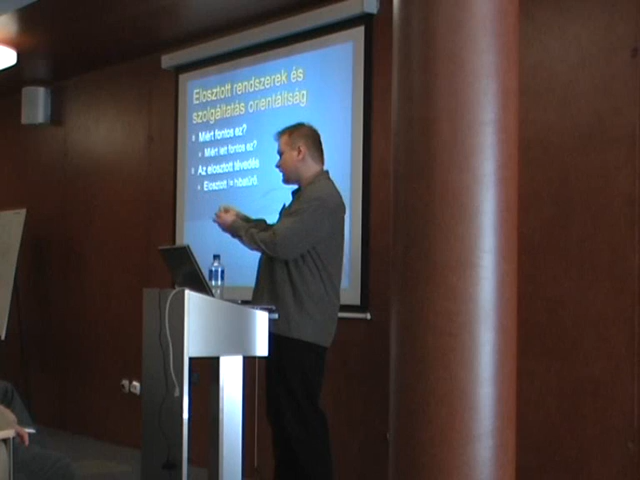 Elosztott rendszerek és
szolgáltatás orientáltság
Miért fontos ez?
Miért lett fontos ez?
Az elosztott tévedés
Elosztott != hibatűrő